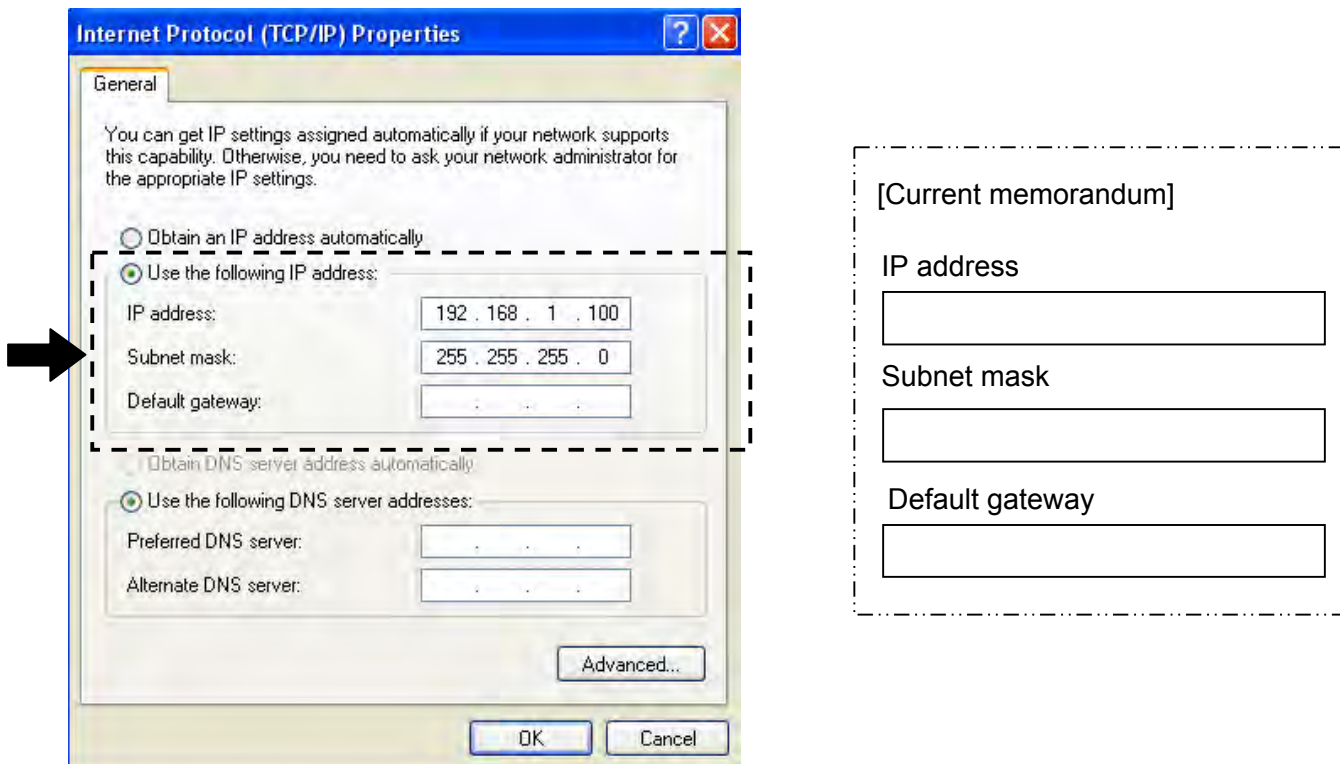 Internet Protocol (TCP/IP) Properties
General
You can get IP settings assigned automatically if your network supports
this capability. Otherwise, you need to ask your network administrator for
the appropriate IP settings.
Obtain an IP address automatically
Use the following IP address:
IP address: 192 . 168 . 1 . 100
Subnet mask: 255 . 255 . 255 . 0
Default gateway: . . .
Obtain DNS server address automatically
Use the following DNS server addresses:
Preferred DNS server: . . .
Alternate DNS server: . . .
Advanced...
OK Cancel
[Current memorandum]
IP address
Subnet mask
Default gateway